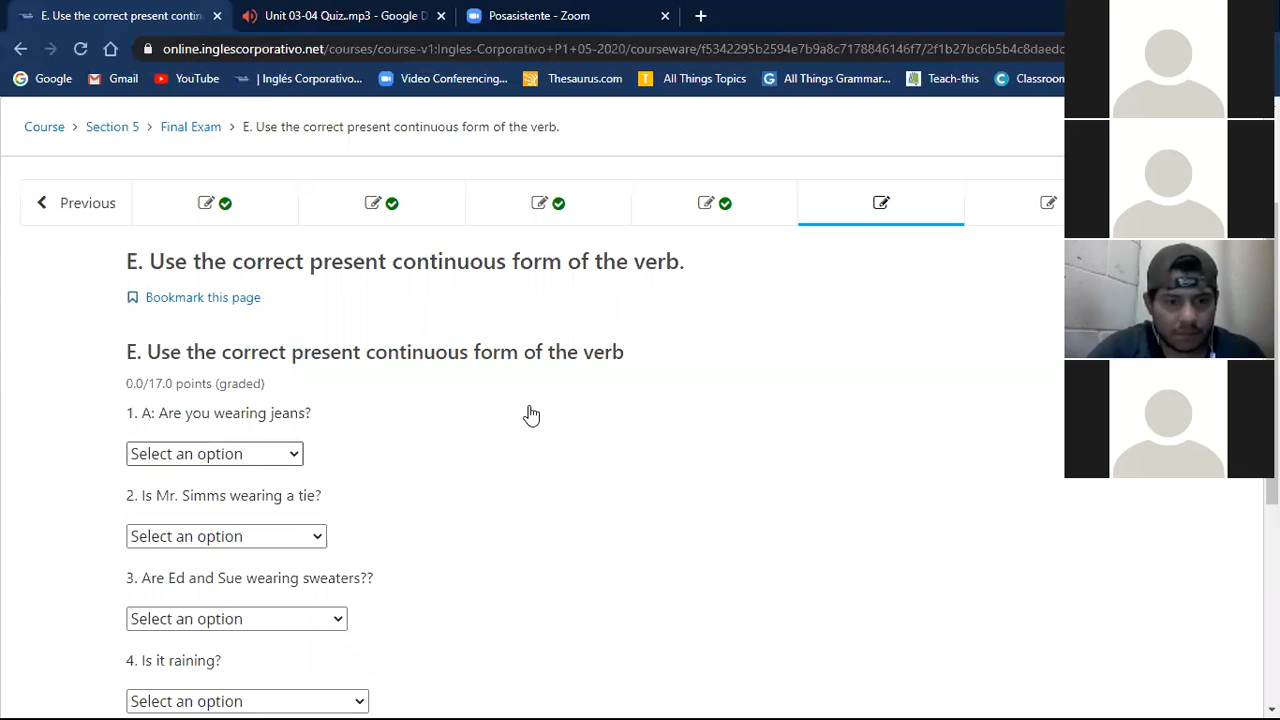 E. Use the correct present contin
Unit 03-04 Quiz..mp3 - Google D
Posasistente - Zoom
online.inglescorporativo.net/courses/course-v1:Ingles-Corporativo+P1+05-2020/courseware/f5342295b2594e7b9a8c7178846146f7/2f1b27bc6b5b4c8daedc
Google
Gmail
YouTube
| Inglés Corporativo...
Video Conferencing...
Thesaurus.com
All Things Topics
All Things Grammar...
Teach-this
Classroom
Course > Section 5 > Final Exam > E. Use the correct present continuous form of the verb.
Previous
E. Use the correct present continuous form of the verb.
Bookmark this page
E. Use the correct present continuous form of the verb
0.0/17.0 points (graded)
1. A: Are you wearing jeans?
Select an option
2. Is Mr. Simms wearing a tie?
Select an option
3. Are Ed and Sue wearing sweaters??
Select an option
4. Is it raining?
Select an option